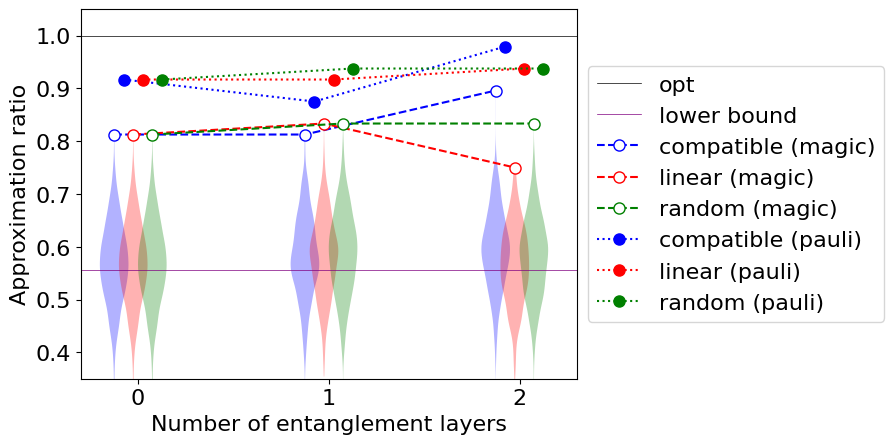 Approximation ratio
1.0
0.9
0.8
0.7
0.6
0.5
0.4
0
1
2
Number of entanglement layers
opt
lower bound
compatible (magic)
linear (magic)
random (magic)
compatible (pauli)
linear (pauli)
random (pauli)